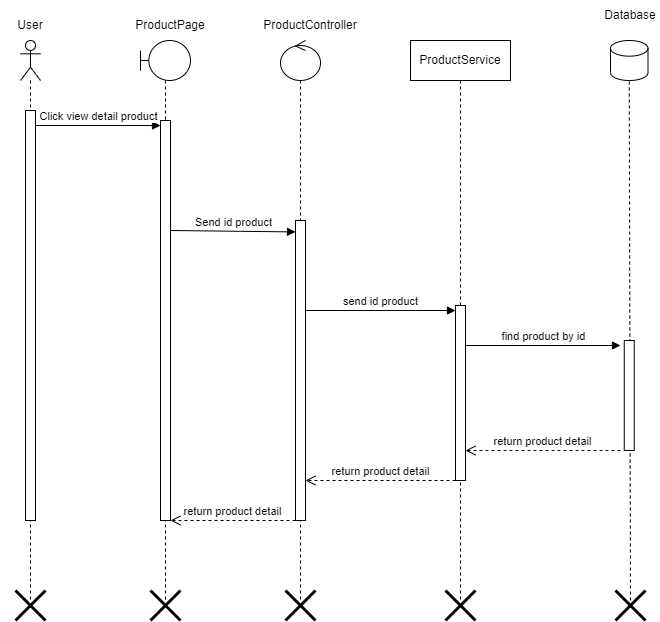 Database
User
ProductPage
ProductController
ProductService
Click view detail product
Send id product
send id product
find product by id
return product detail
return product detail
return product detail